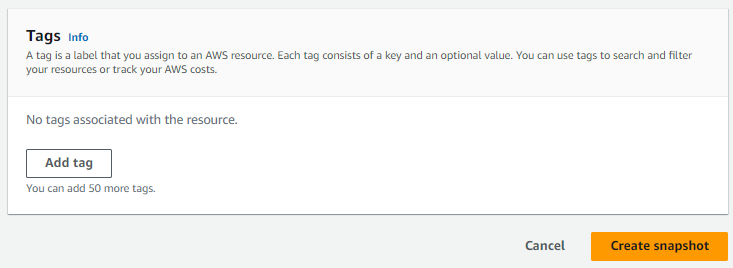 Tags Info
A tag is a label that you assign to an AWS resource. Each tag consists of a key and an optional value. You can use tags to search and filter
your resources or track your AWS costs.
No tags associated with the resource.
Add tag
You can add 50 more tags.
Cancel Create snapshot